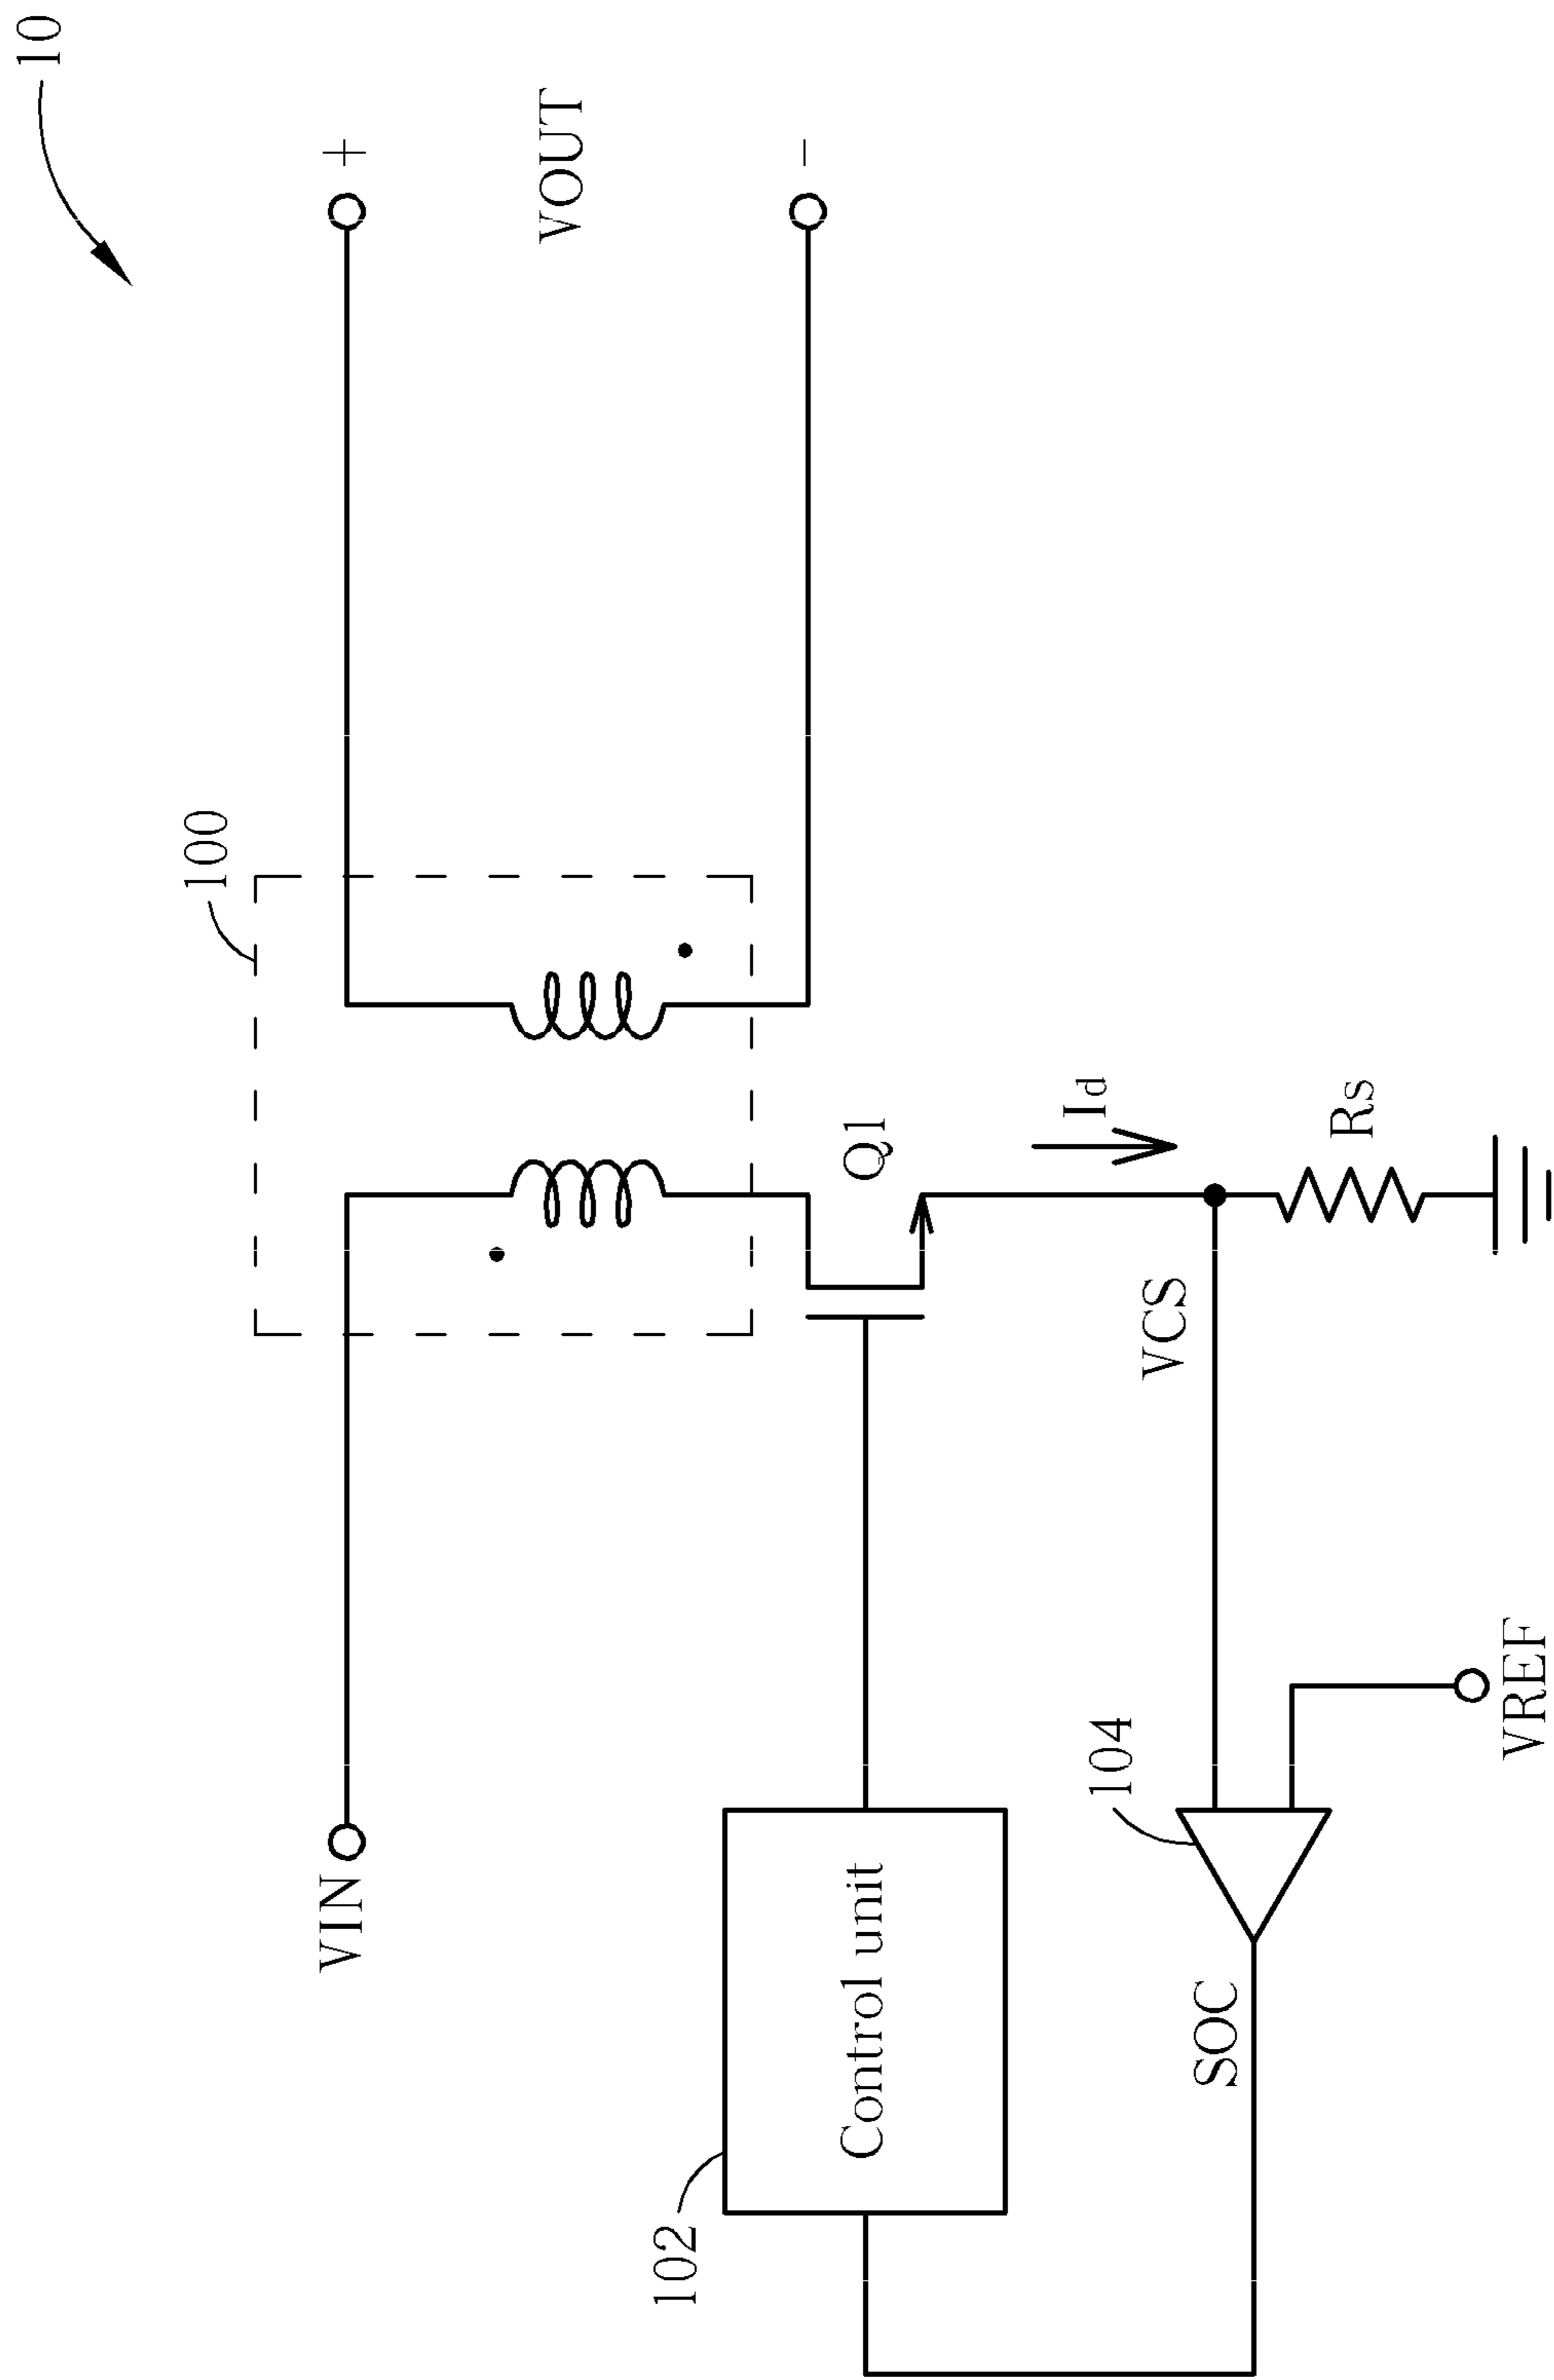 10
100
+
VOUT
-
VIN
Q1
102
Control unit
Id
VCS
Rs
104
SOC
VREF